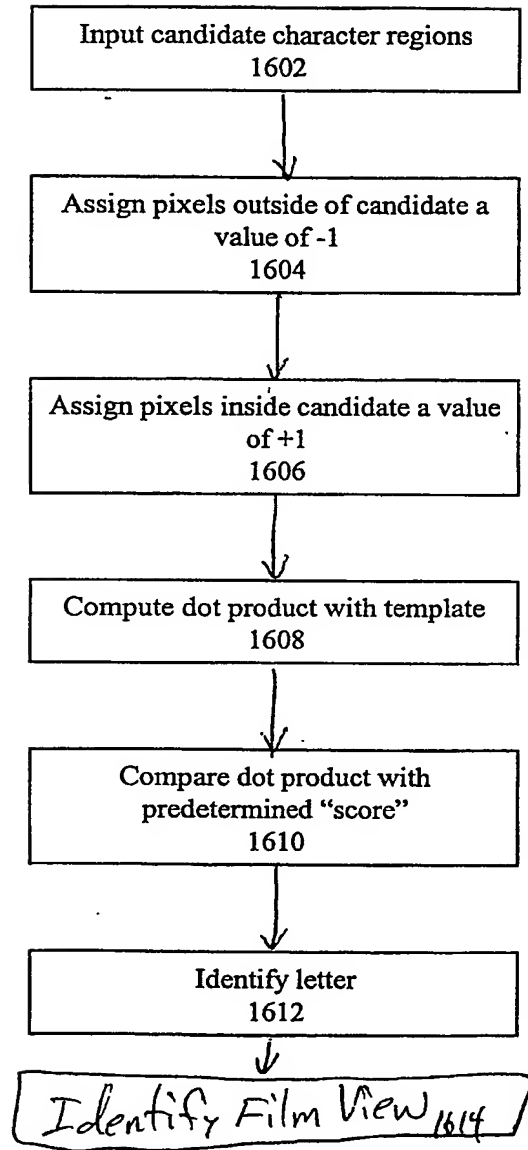 Input candidate character regions
1602
Assign pixels outside of candidate a
value of -1
1604
Assign pixels inside candidate a value
of +1
1606
Compute dot product with template
1608
Compare dot product with
predetermined “score”
1610
Identify letter
1612
Identify Film View 1614